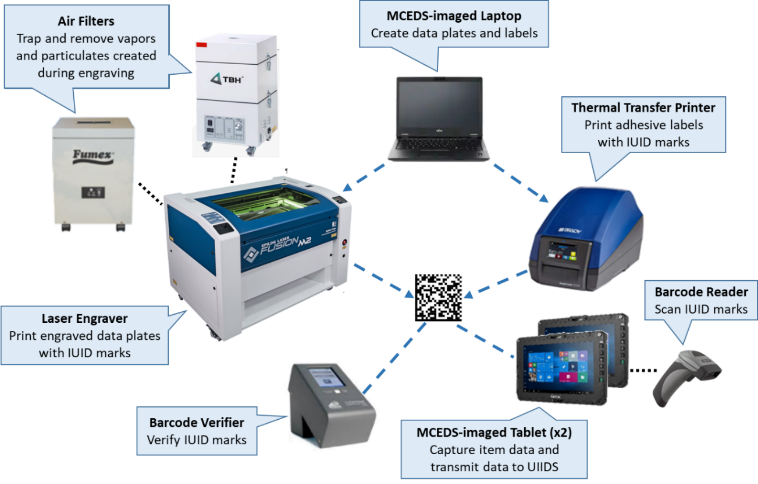 Air Filters
Trap and remove vapors
and particulates created
during engraving
MCEDS-imaged Laptop
Create data plates and labels
TBH
Thermal Transfer Printer
Print adhesive labels
with IUID marks
Fumex
EPILOG LASER
FUSION M2
BRADY
Laser Engraver
Print engraved data plates
with IUID marks
Barcode Reader
Scan IUID marks
Barcode Verifier
Verify IUID marks
MCEDS-imaged Tablet (x2)
Capture item data and
transmit data to UIIDS